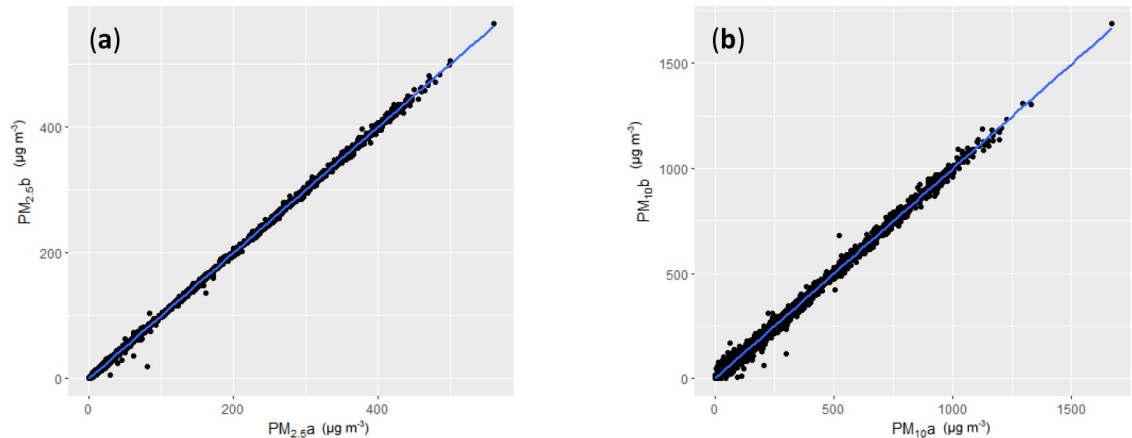 (a)
400
200
0
PM2.5b (µg m-3)
0 200 400
PM2.5a (µg m-3)
(b)
1500
1000
500
0
PM10b (µg m-3)
0 500 1000 1500
PM10a (µg m-3)